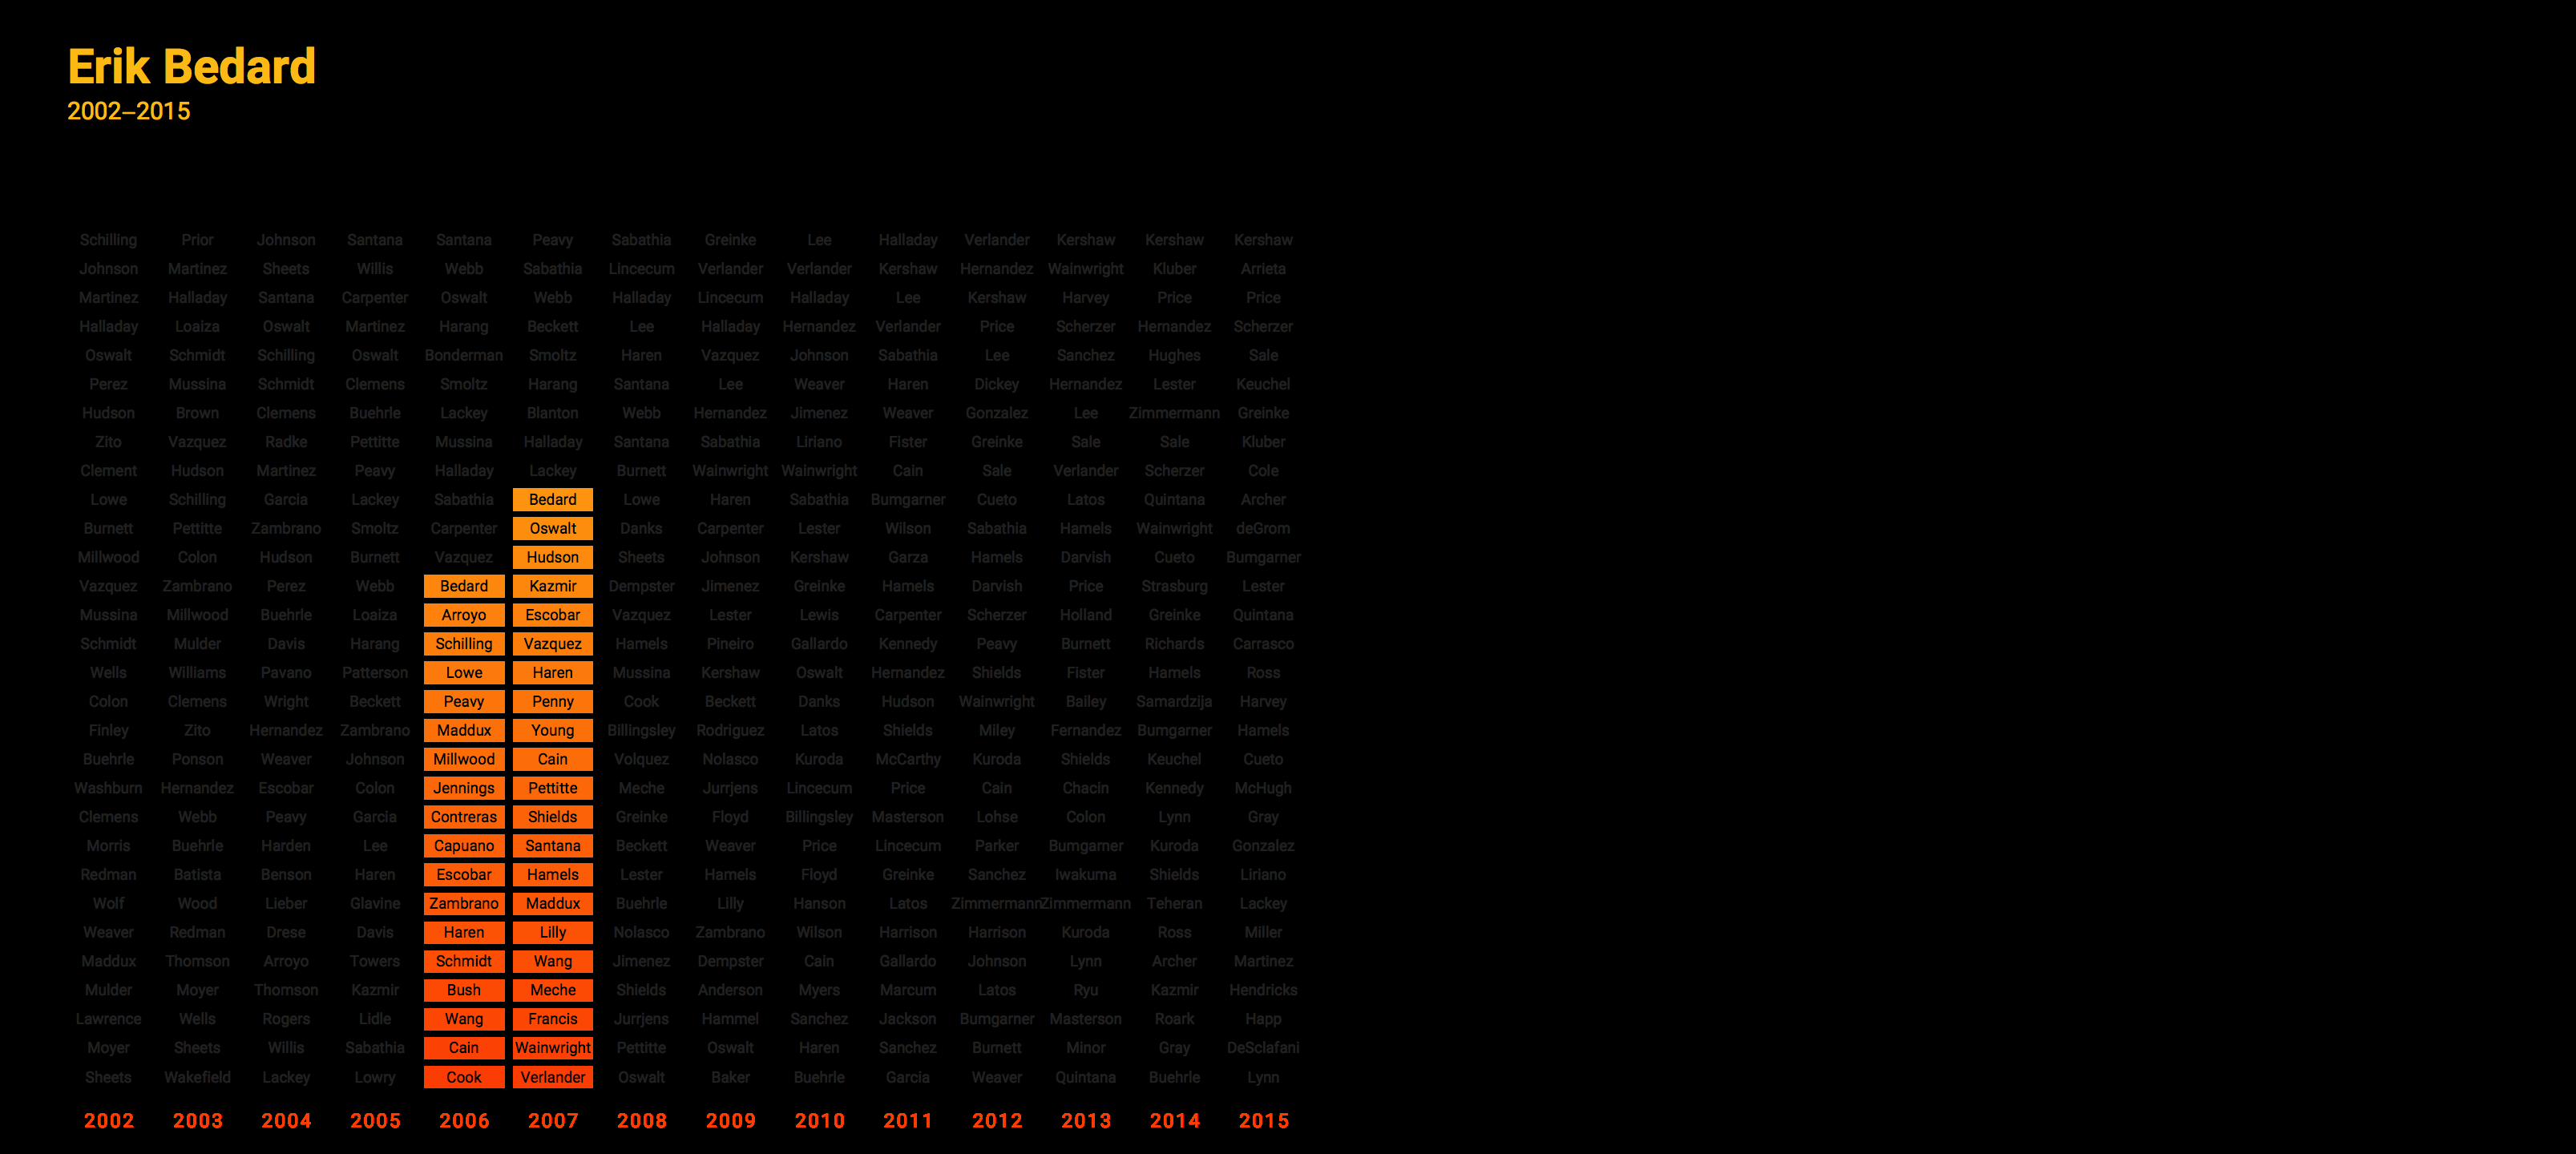 Erik Bedard
2002–2015
Schilling Prior Johnson Santana Santana Peavy Sabathia Greinke Lee Halladay Verlander Kershaw Kershaw Kershaw
Johnson Martinez Sheets Willis Webb Sabathia Lincecum Verlander Verlander Kershaw Hernandez Wainwright Kluber Arrieta
Martinez Halladay Santana Carpenter Oswalt Webb Halladay Lincecum Halladay Lee Kershaw Harvey Price Price
Halladay Loaiza Oswalt Martinez Harang Beckett Lee Halladay Hernandez Verlander Price Scherzer Hernandez Scherzer
Oswalt Schmidt Schilling Oswalt Bonderman Smoltz Haren Vazquez Johnson Sabathia Lee Sanchez Hughes Sale
Perez Mussina Schmidt Clemens Smoltz Harang Santana Lee Weaver Haren Dickey Hernandez Lester Keuchel
Hudson Brown Clemens Buehrle Lackey Blanton Webb Hernandez Jimenez Weaver Gonzalez Lee Zimmermann Greinke
Zito Vazquez Radke Pettitte Mussina Halladay Santana Sabathia Liriano Fister Greinke Sale Sale Kluber
Clement Hudson Martinez Peavy Halladay Lackey Burnett Wainwright Wainwright Cain Sale Verlander Scherzer Cole
Lowe Schilling Garcia Lackey Sabathia Bedard Lowe Haren Sabathia Bumgarner Cueto Latos Quintana Archer
Burnett Pettitte Zambrano Smoltz Carpenter Oswalt Danks Carpenter Lester Wilson Sabathia Hamels Wainwright deGrom
Millwood Colon Hudson Burnett Vazquez Hudson Sheets Johnson Kershaw Garza Hamels Darvish Cueto Bumgarner
Vazquez Zambrano Perez Webb Bedard Kazmir Dempster Jimenez Greinke Hamels Darvish Price Strasburg Lester
Mussina Millwood Buehrle Loaiza Arroyo Escobar Vazquez Lester Lewis Carpenter Scherzer Holland Greinke Quintana
Schmidt Mulder Davis Harang Schilling Vazquez Hamels Pineiro Gallardo Kennedy Peavy Burnett Richards Carrasco
Wells Williams Pavano Patterson Lowe Haren Mussina Kershaw Oswalt Hernandez Shields Fister Hamels Ross
Colon Clemens Wright Beckett Peavy Penny Cook Beckett Danks Hudson Wainwright Bailey Samardzija Harvey
Finley Zito Hernandez Zambrano Maddux Young Billingsley Rodriguez Latos Shields Miley Fernandez Bumgarner Hamels
Buehrle Ponson Weaver Johnson Millwood Cain Volquez Nolasco Kuroda McCarthy Kuroda Shields Keuchel Cueto
Washburn Hernandez Escobar Colon Jennings Pettitte Meche Jurrjens Lincecum Price Cain Chacin Kennedy McHugh
Clemens Webb Peavy Garcia Contreras Shields Greinke Floyd Billingsley Masterson Lohse Colon Lynn Gray
Morris Buehrle Harden Lee Capuano Santana Beckett Weaver Price Lincecum Parker Bumgarner Kuroda Gonzalez
Redman Batista Benson Haren Escobar Hamels Lester Hamels Floyd Greinke Sanchez Iwakuma Shields Liriano
Wolf Wood Lieber Glavine Zambrano Maddux Buehrle Lilly Hanson Latos Zimmermann Zimmermann Teheran Lackey
Weaver Redman Drese Davis Haren Lilly Nolasco Zambrano Wilson Harrison Harrison Kuroda Ross Miller
Maddux Thomson Arroyo Towers Schmidt Wang Jimenez Dempster Cain Gallardo Johnson Lynn Archer Martinez
Mulder Moyer Thomson Kazmir Bush Meche Shields Anderson Myers Marcum Latos Ryu Kazmir Hendricks
Lawrence Wells Rogers Lidle Wang Francis Jurrjens Hammel Sanchez Jackson Bumgarner Masterson Roark Happ
Moyer Sheets Willis Sabathia Cain Wainwright Pettitte Oswalt Haren Sanchez Burnett Minor Gray DeSclafani
Sheets Wakefield Lackey Lowry Cook Verlander Oswalt Baker Buehrle Garcia Weaver Quintana Buehrle Lynn
2002 2003 2004 2005 2006 2007 2008 2009 2010 2011 2012 2013 2014 2015